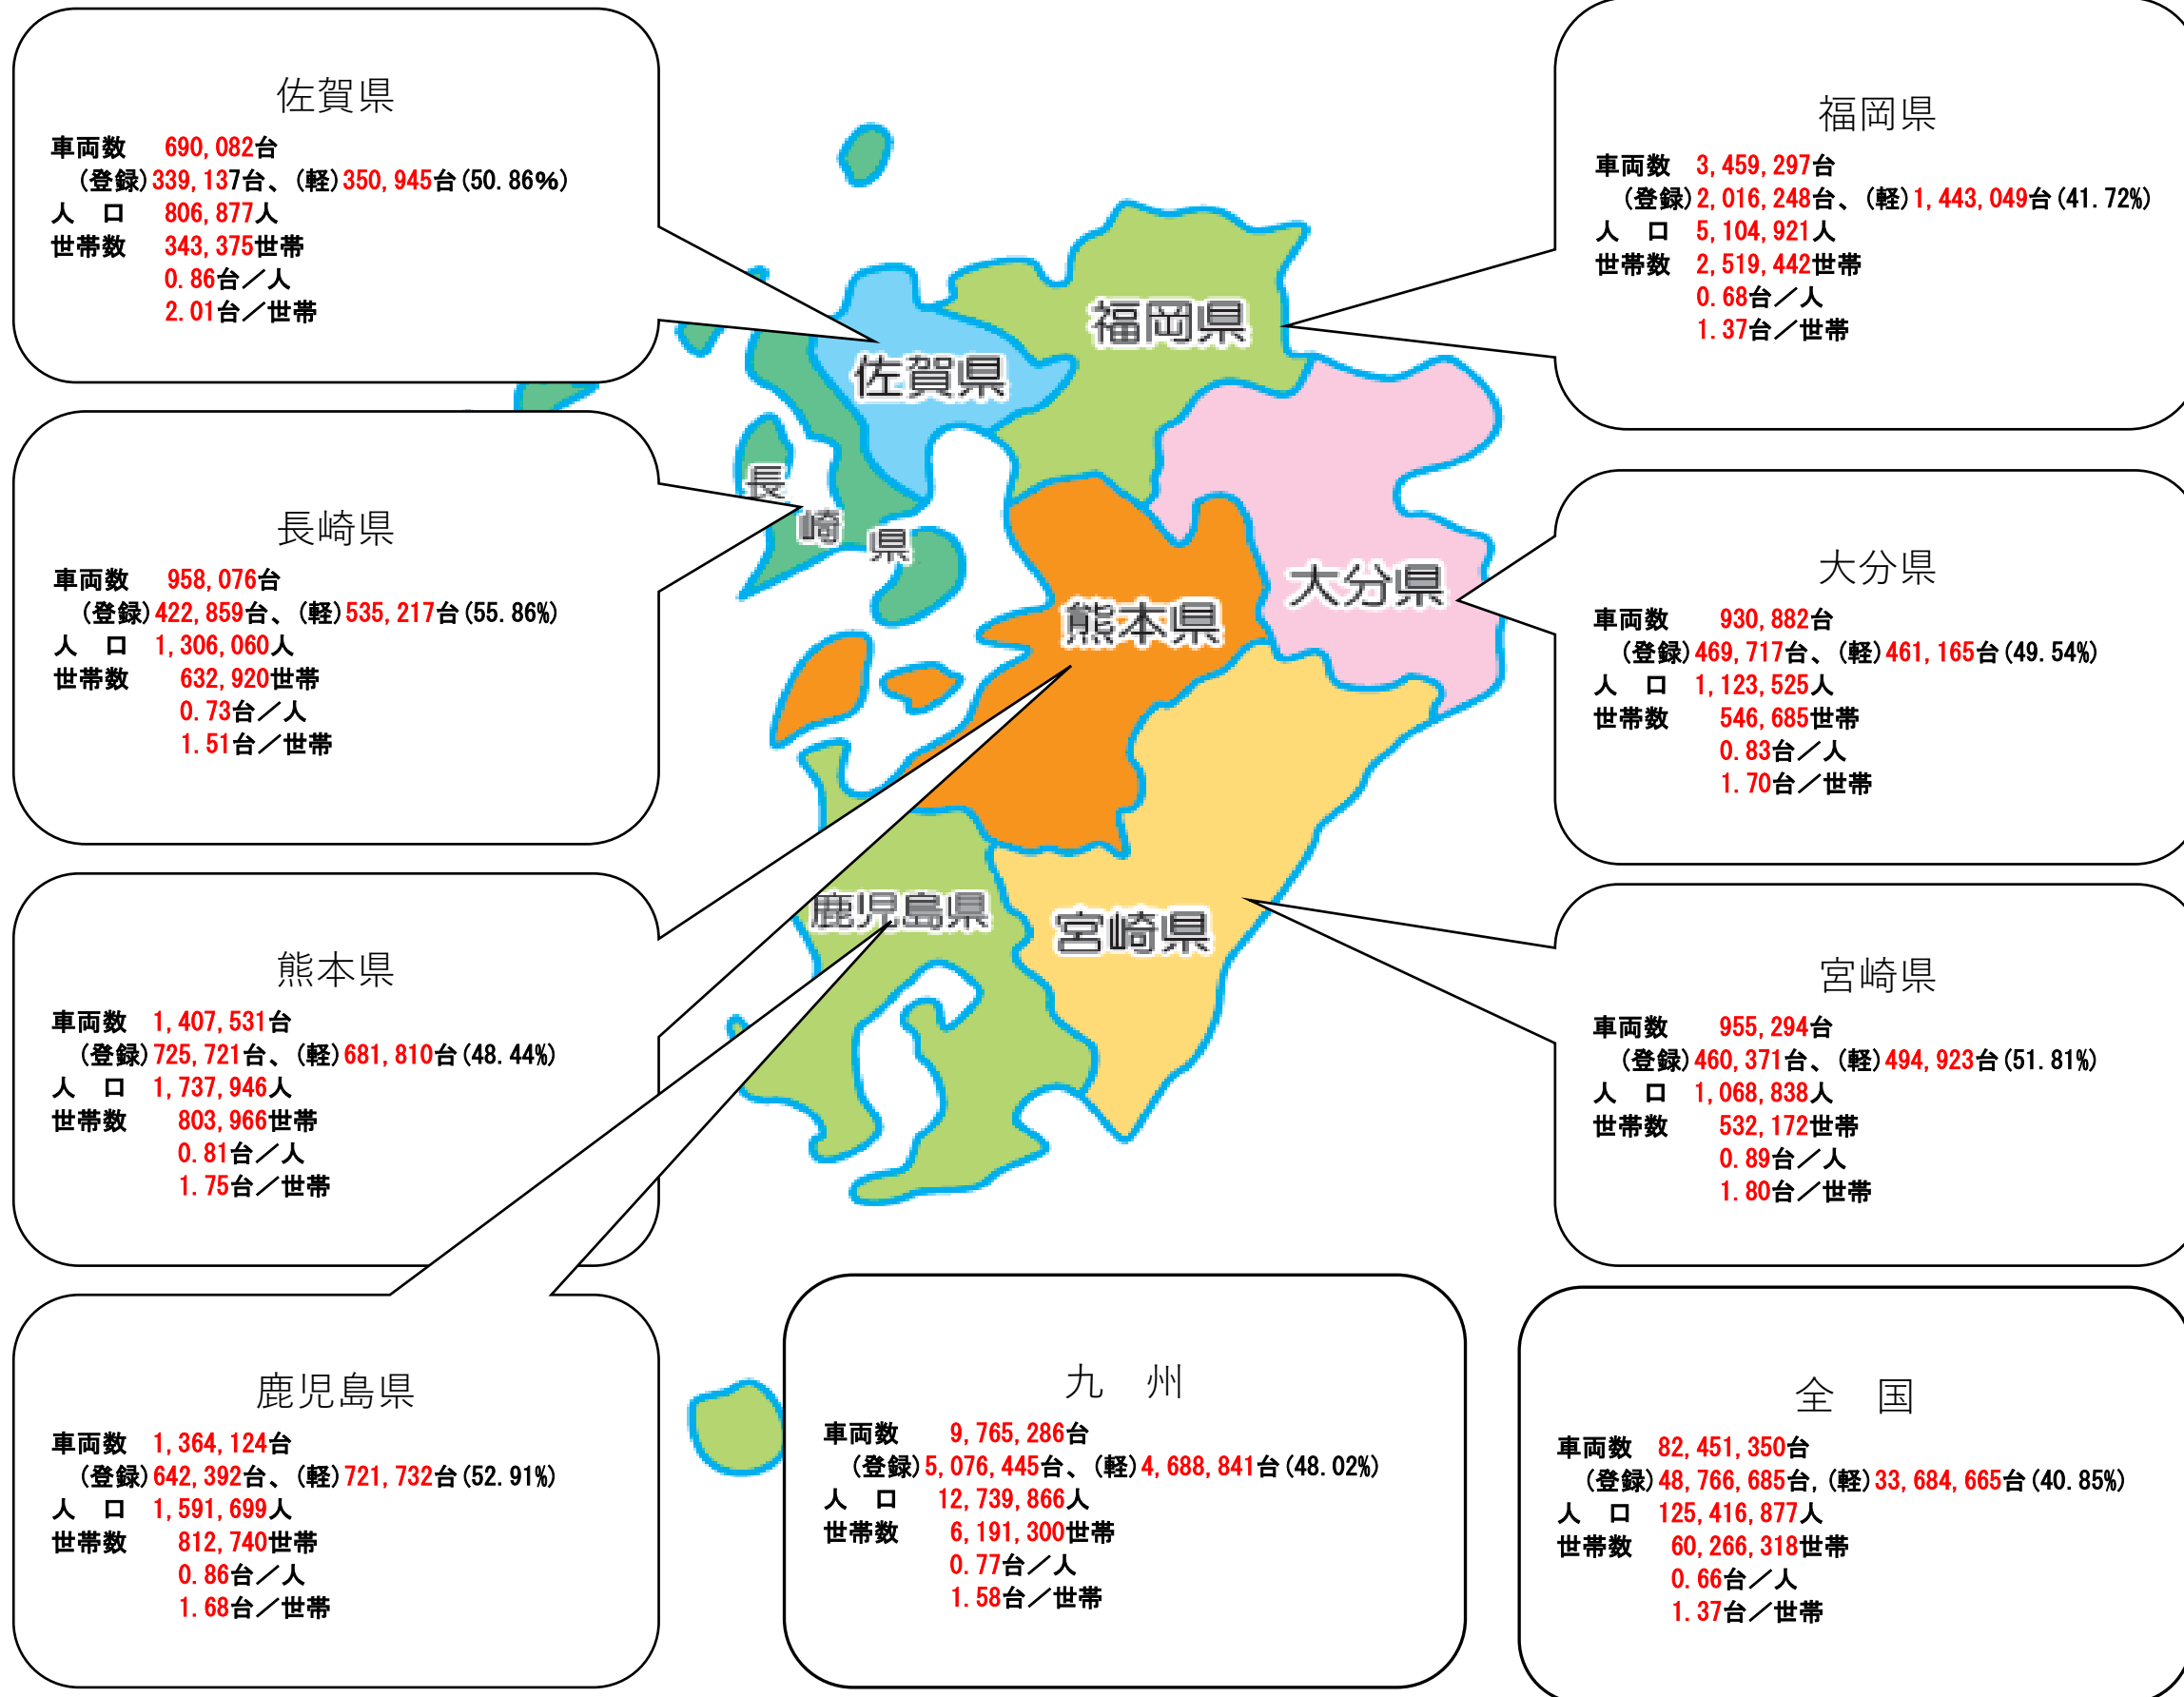 佐賀県
車両数 690,082台
(登録)339,137台、(軽)350,945台(50.86%)
人 口 806,877人
世帯数 343,375世帯
0.86台／人
2.01台／世帯
福岡県
車両数 3,459,297台
(登録)2,016,248台、(軽)1,443,049台(41.72%)
人 口 5,104,921人
世帯数 2,519,442世帯
0.68台／人
1.37台／世帯
長崎県
車両数 958,076台
(登録)422,859台、(軽)535,217台(55.86%)
人 口 1,306,060人
世帯数 632,920世帯
0.73台／人
1.51台／世帯
大分県
車両数 930,882台
(登録)469,717台、(軽)461,165台(49.54%)
人 口 1,123,525人
世帯数 546,685世帯
0.83台／人
1.70台／世帯
熊本県
車両数 1,407,531台
(登録)725,721台、(軽)681,810台(48.44%)
人 口 1,737,946人
世帯数 803,966世帯
0.81台／人
1.75台／世帯
宮崎県
車両数 955,294台
(登録)460,371台、(軽)494,923台(51.81%)
人 口 1,068,838人
世帯数 532,172世帯
0.89台／人
1.80台／世帯
鹿児島県
車両数 1,364,124台
(登録)642,392台、(軽)721,732台(52.91%)
人 口 1,591,699人
世帯数 812,740世帯
0.86台／人
1.68台／世帯
九 州
車両数 9,765,286台
(登録)5,076,445台、(軽)4,688,841台(48.02%)
人 口 12,739,866人
世帯数 6,191,300世帯
0.77台／人
1.58台／世帯
全 国
車両数 82,451,350台
(登録)48,766,685台,(軽)33,684,665台(40.85%)
人 口 125,416,877人
世帯数 60,266,318世帯
0.66台／人
1.37台／世帯
福岡県
佐賀県
長崎県
大分県
熊本県
鹿児島県
宮崎県